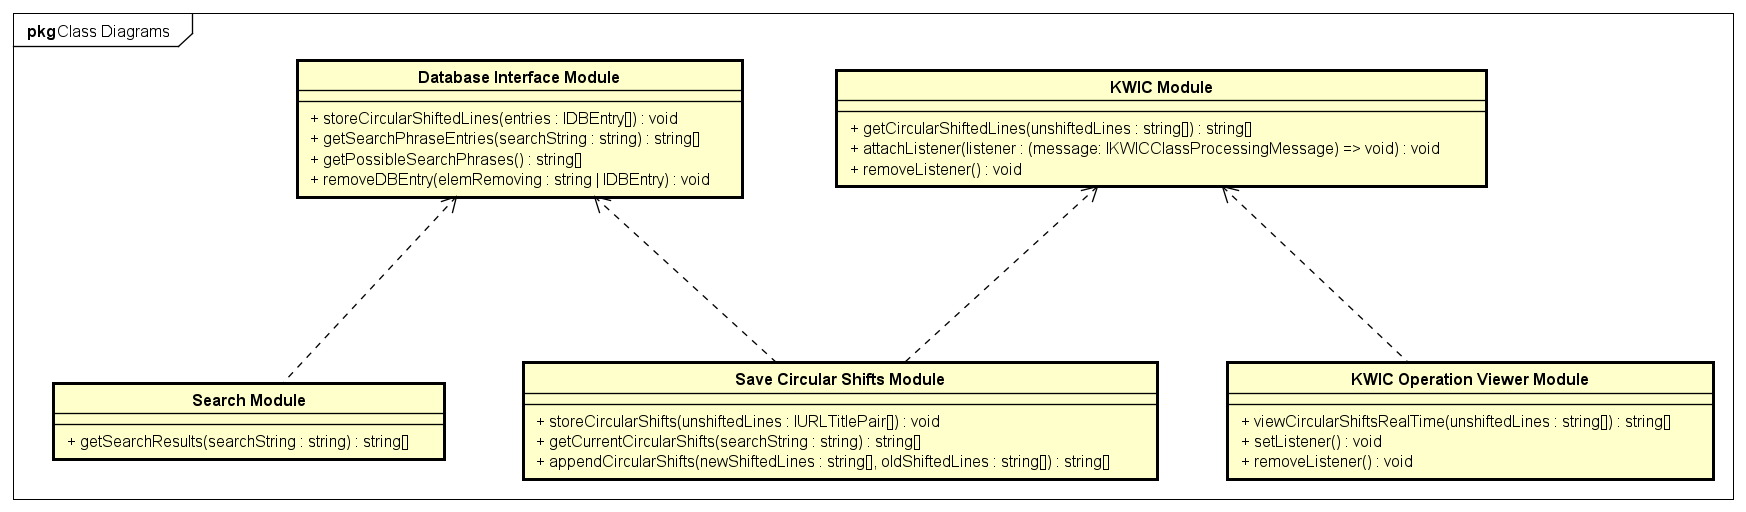 pkg Class Diagrams
Database Interface Module
+ storeCircularShiftedLines(entries : IDBEntry[]) : void
+ getSearchPhraseEntries(searchString : string) : string[]
+ getPossibleSearchPhrases() : string[]
+ removeDBEntry(elemRemoving : string | IDBEntry) : void
KWIC Module
+ getCircularShiftedLines(unshiftedLines : string[]) : string[]
+ attachListener(listener : (message: IKWICClassProcessingMessage) => void) : void
+ removeListener() : void
Search Module
+ getSearchResults(searchString : string) : string[]
Save Circular Shifts Module
+ storeCircularShifts(unshiftedLines : IURLTitlePair[]) : void
+ getCurrentCircularShifts(searchString : string) : string[]
+ appendCircularShifts(newShiftedLines : string[], oldShiftedLines : string[]) : string[]
KWIC Operation Viewer Module
+ viewCircularShiftsRealTime(unshiftedLines : string[]) : string[]
+ setListener() : void
+ removeListener() : void